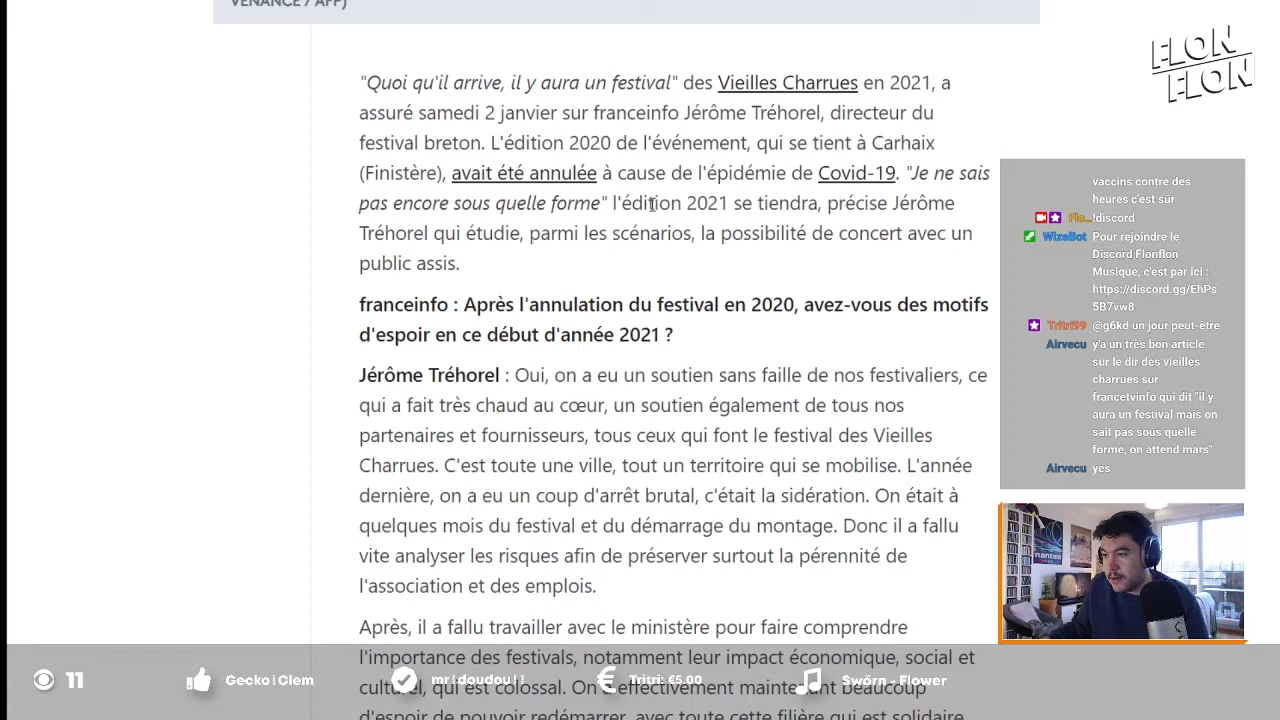 VENANCE / AFP)
FLON
FLON
"Quoi qu'il arrive, il y aura un festival" des Vieilles Charrues en 2021, a
assuré samedi 2 janvier sur franceinfo Jérôme Tréhorel, directeur du
festival breton. L'édition 2020 de l'événement, qui se tient à Carhaix
(Finistère), avait été annulée à cause de l'épidémie de Covid-19. "Je ne sais
pas encore sous quelle forme" l'édition 2021 se tiendra, précise Jérôme
Tréhorel qui étudie, parmi les scénarios, la possibilité de concert avec un
public assis.
franceinfo : Après l'annulation du festival en 2020, avez-vous des motifs
d'espoir en ce début d'année 2021 ?
Jérôme Tréhorel : Oui, on a eu un soutien sans faille de nos festivaliers, ce
qui a fait très chaud au cœur, un soutien également de tous nos
partenaires et fournisseurs, tous ceux qui font le festival des Vieilles
Charrues. C'est toute une ville, tout un territoire qui se mobilise. L'année
dernière, on a eu un coup d'arrêt brutal, c'était la sidération. On était à
quelques mois du festival et du démarrage du montage. Donc il a fallu
vite analyser les risques afin de préserver surtout la pérennité de
l'association et des emplois.
Après, il a fallu travailler avec le ministère pour faire comprendre
l'importance des festivals, notamment leur impact économique, social et
culturel, qui est colossal. On a effectivement maintenant beaucoup
d'espoir de pouvoir redémarrer, avec toute cette filière qui est solidaire
vaccins contre des
heures c'est sûr
Flo... !discord
WizeBot Pour rejoindre le
Discord Flonflon
Musique, c'est par ici :
https://discord.gg/EhPs
5B7vw8
Tritri99 @g6kd un jour peut-être
Airvecu y'a un très bon article
sur le dir des vieilles
charrues sur
francetvinfo qui dit "il y
aura un festival mais on
sait pas sous quelle
forme, on attend mars"
Airvecu yes
nantes
11
Tritri: €5.00
Swörn - Flower